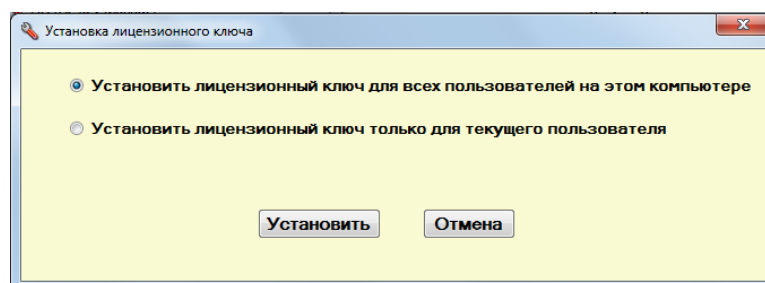 Установка лицензионного ключа
Установить лицензионный ключ для всех пользователей на этом компьютере
Установить лицензионный ключ только для текущего пользователя
Установить Отмена